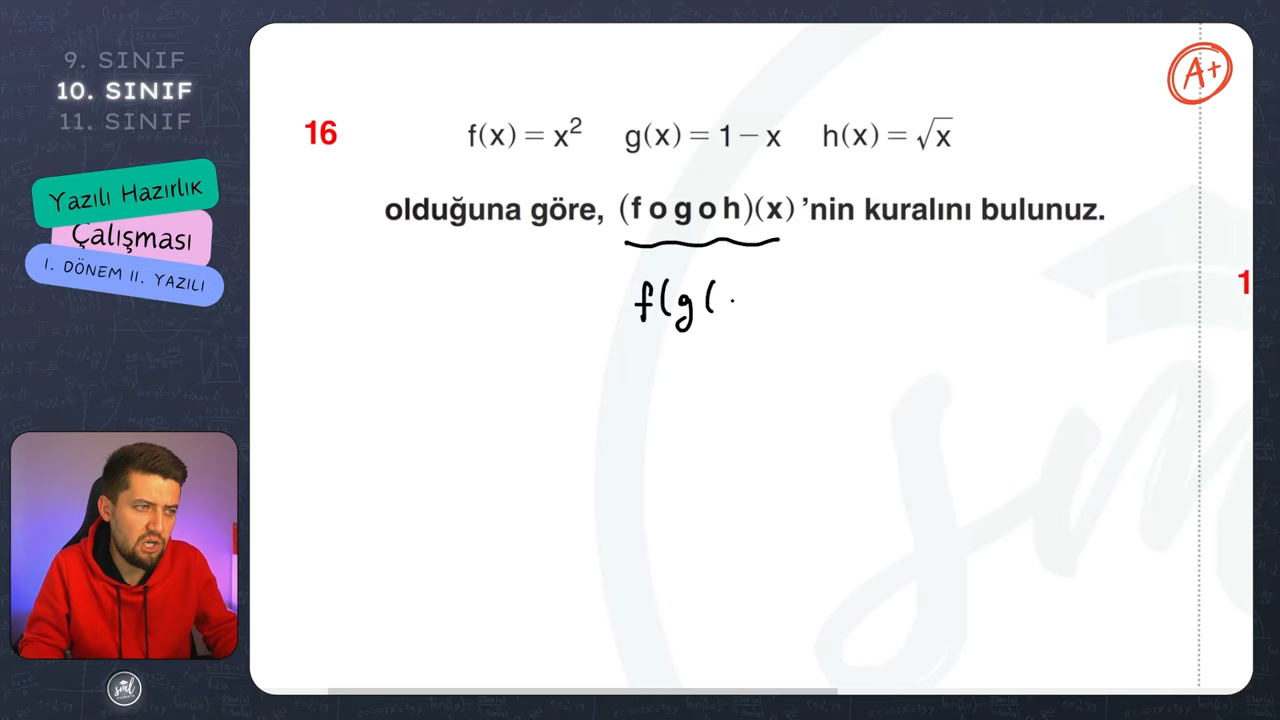 9. SINIF
10. SINIF
11. SINIF
Yazılı Hazırlık
Çalışması
I. DÖNEM II. YAZILI
A+
16 f(x) = x² g(x) = 1 − x h(x) = √x
olduğuna göre, (f o g o h)(x) 'nin kuralını bulunuz.
f(g(
1
sml